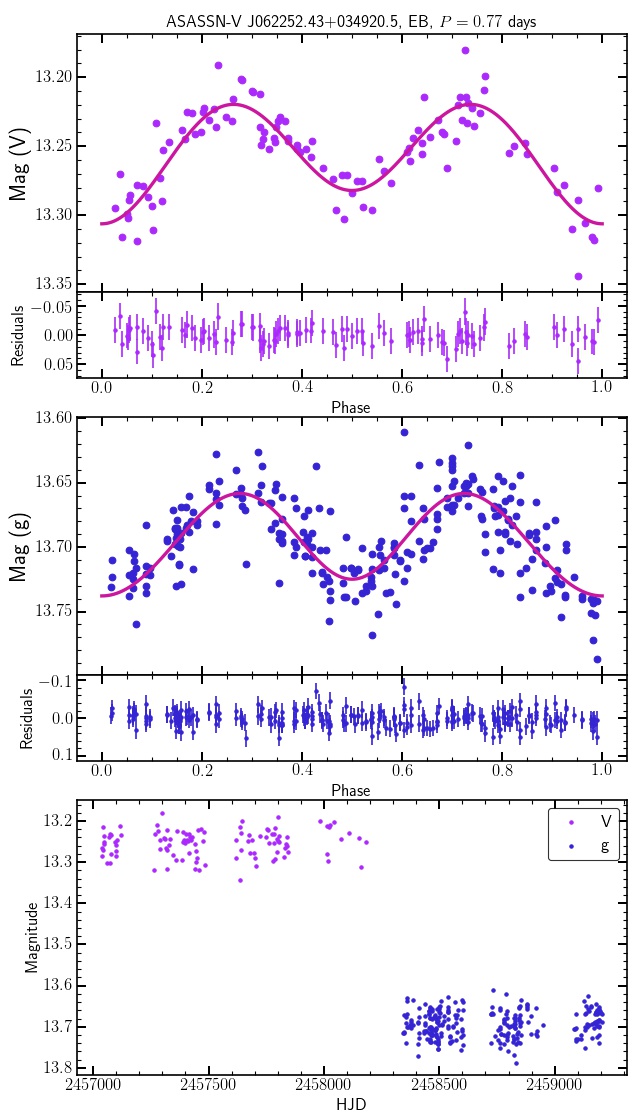 ASASSN-V J062252.43+034920.5, EB, P = 0.77 days
Mag (V)
13.20
13.25
13.30
13.35
Residuals
−0.05
0.00
0.05
0.0 0.2 0.4 0.6 0.8 1.0
Phase
Mag (g)
13.60
13.65
13.70
13.75
Residuals
−0.1
0.0
0.1
0.0 0.2 0.4 0.6 0.8 1.0
Phase
Magnitude
13.2
13.3
13.4
13.5
13.6
13.7
13.8
V
g
2457000 2457500 2458000 2458500 2459000
HJD